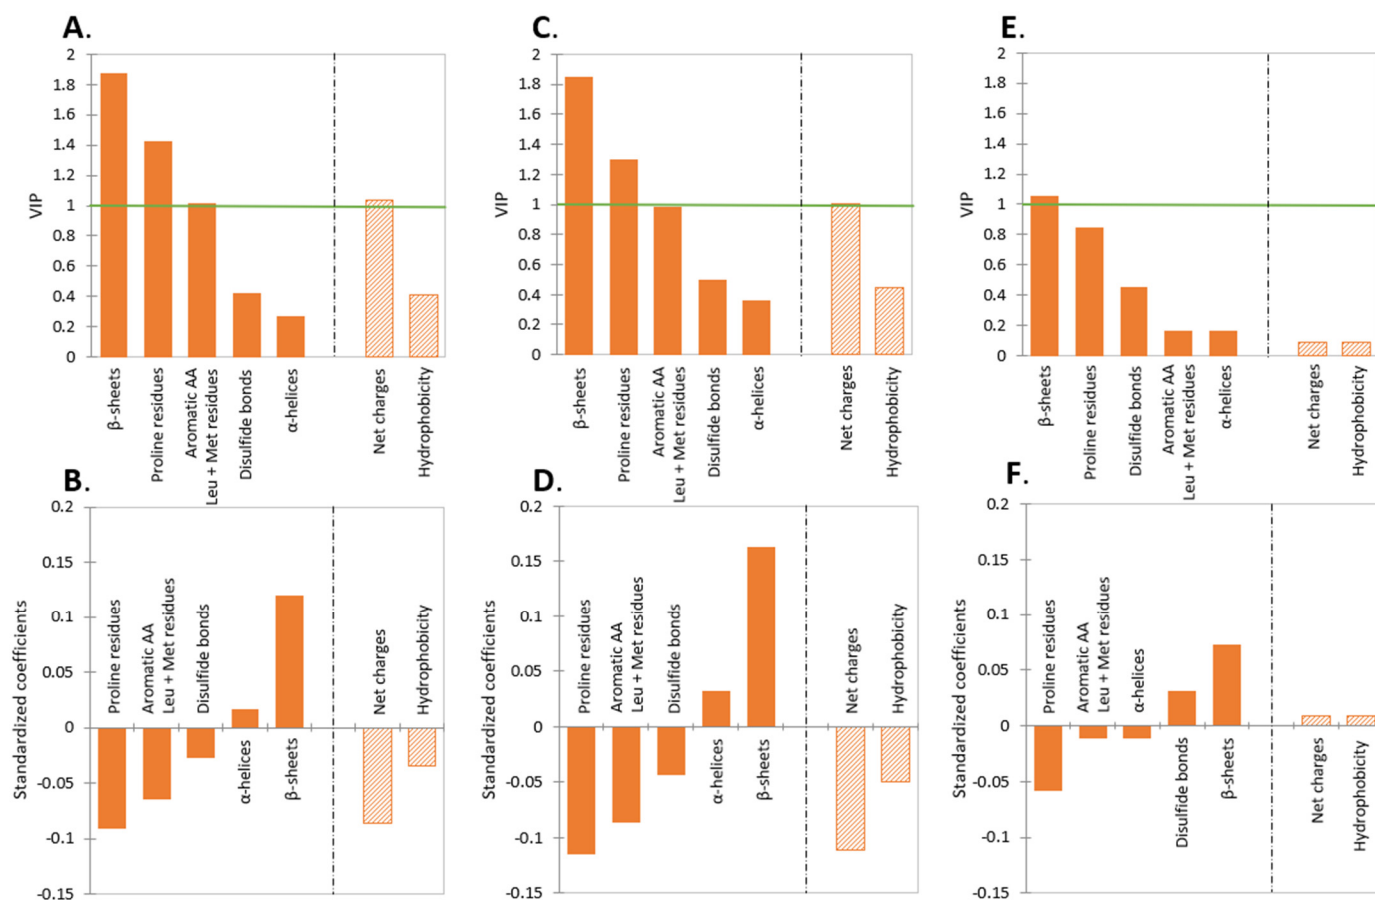 A.
2
1.8
1.6
1.4
1.2
1
0.8
0.6
0.4
0.2
0
VIP
β-sheets
Proline residues
Aromatic AA
Leu + Met residues
Disulfide bonds
α-helices
Net charges
Hydrophobicity
C.
2
1.8
1.6
1.4
1.2
1
0.8
0.6
0.4
0.2
0
VIP
β-sheets
Proline residues
Aromatic AA
Leu + Met residues
Disulfide bonds
α-helices
Net charges
Hydrophobicity
E.
2
1.8
1.6
1.4
1.2
1
0.8
0.6
0.4
0.2
0
VIP
β-sheets
Proline residues
Disulfide bonds
Aromatic AA
Leu + Met residues
α-helices
Net charges
Hydrophobicity
B.
0.2
0.15
0.1
0.05
0
-0.05
-0.1
-0.15
Standardized coefficients
Proline residues
Aromatic AA
Leu + Met residues
Disulfide bonds
α-helices
β-sheets
Net charges
Hydrophobicity
D.
0.2
0.15
0.1
0.05
0
-0.05
-0.1
-0.15
Standardized coefficients
Proline residues
Aromatic AA
Leu + Met residues
Disulfide bonds
α-helices
β-sheets
Net charges
Hydrophobicity
F.
0.2
0.15
0.1
0.05
0
-0.05
-0.1
-0.15
Standardized coefficients
Proline residues
Aromatic AA
Leu + Met residues
α-helices
Disulfide bonds
β-sheets
Net charges
Hydrophobicity